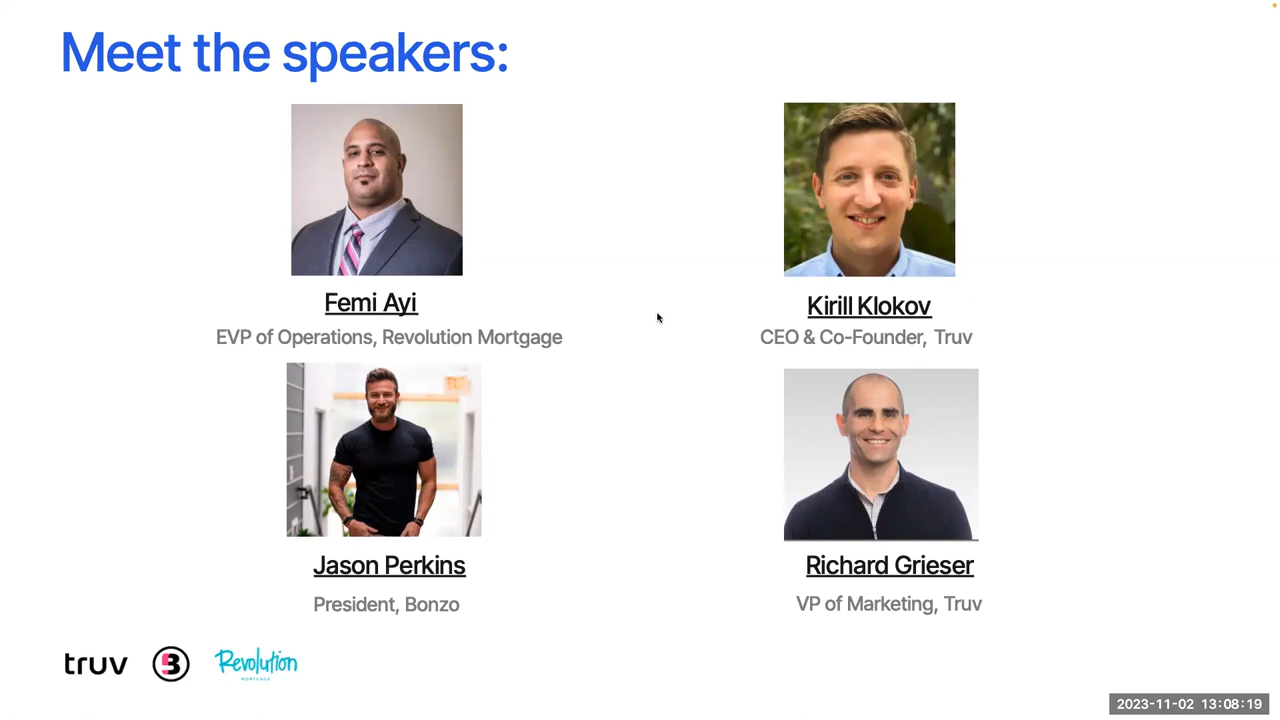 Meet the speakers:
Femi Ayi
EVP of Operations, Revolution Mortgage
Kirill Klokov
CEO & Co-Founder, Truv
Jason Perkins
President, Bonzo
Richard Grieser
VP of Marketing, Truv
truv
B
Revolution
MORTGAGE
2023-11-02 13:08:19